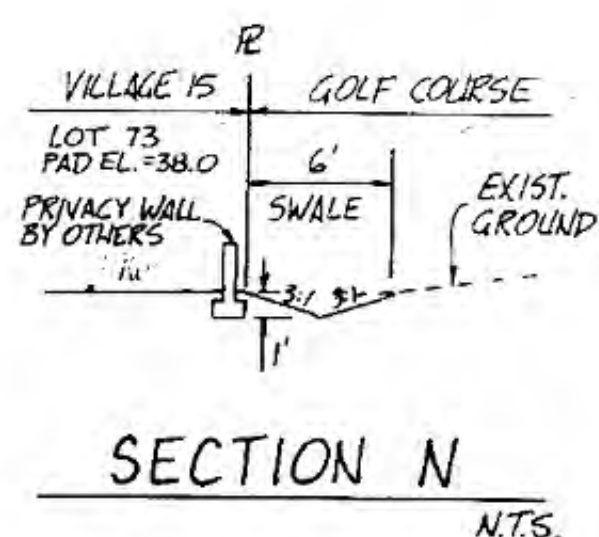 PL
VILLAGE 15
GOLF COURSE
LOT 73
PAD EL.=38.0
6'
PRIVACY WALL
BY OTHERS
SWALE
EXIST.
GROUND
3:1
3:1
1'
SECTION N
N.T.S.